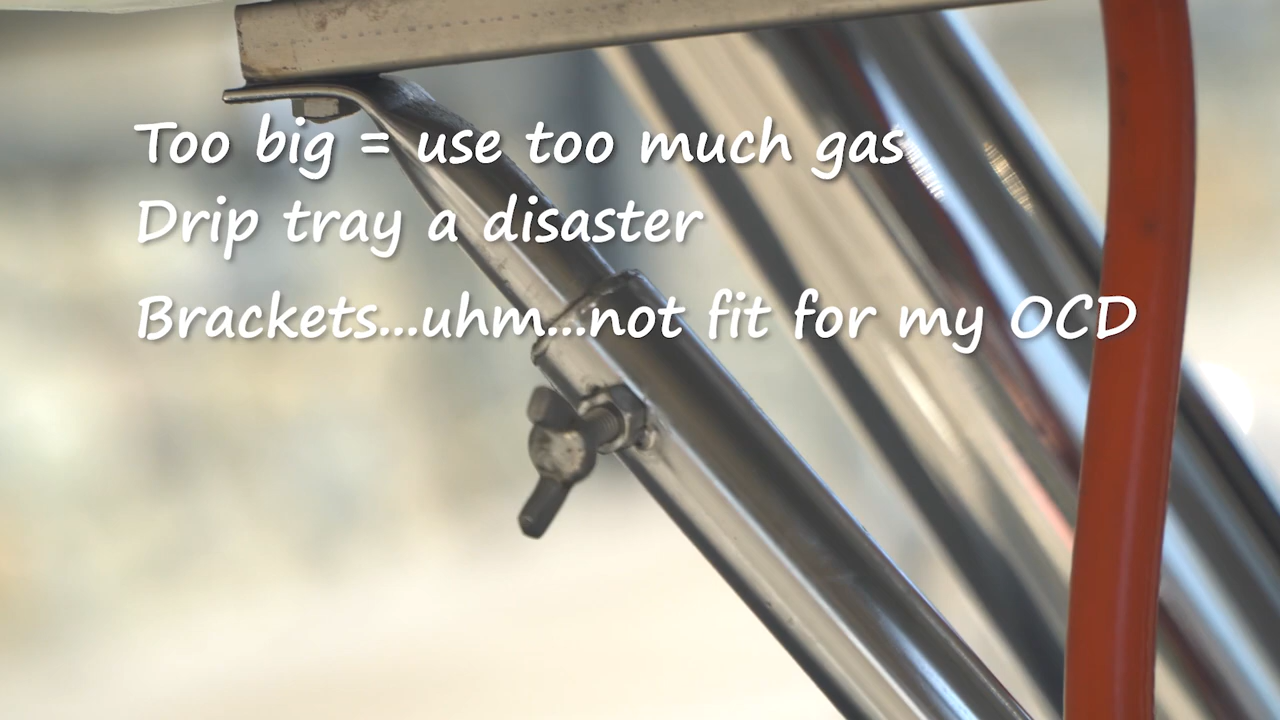 Too big = use too much gas
Drip tray a disaster
Brackets...uhm...not fit for my OCD